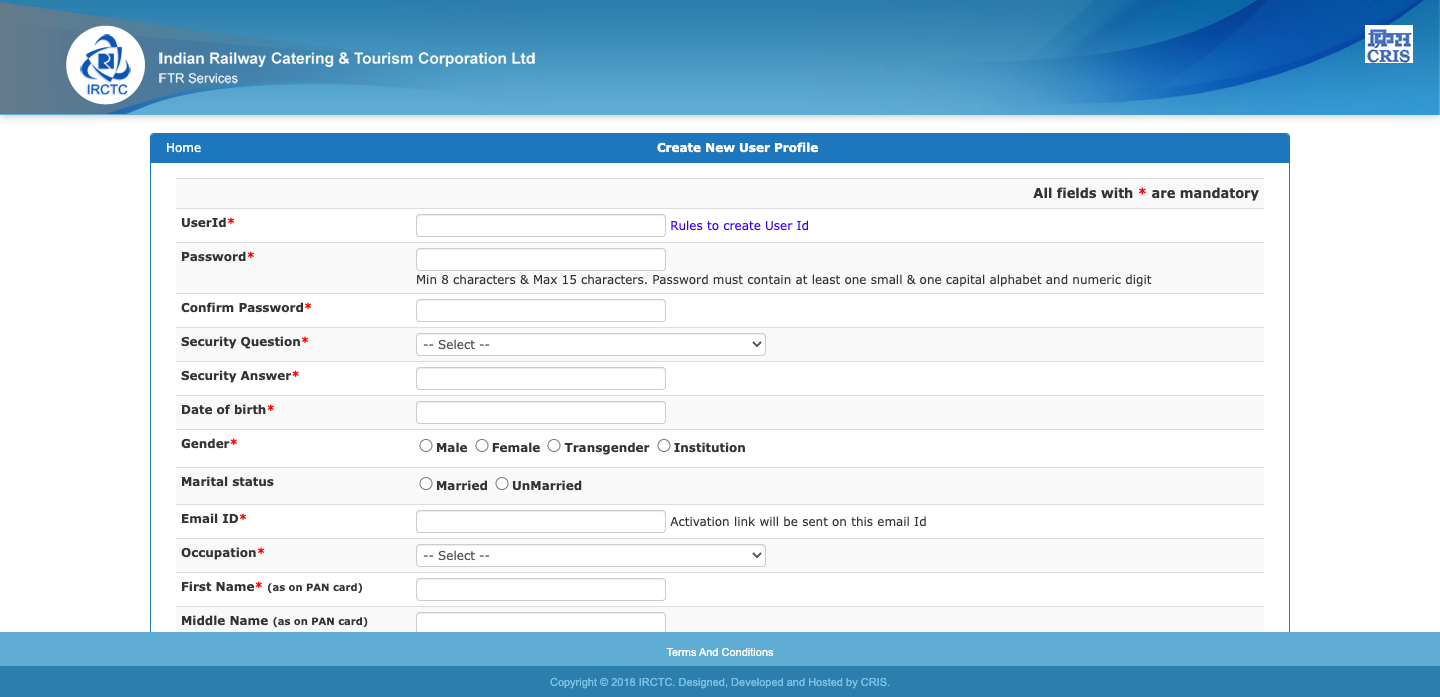 IRCTC
Indian Railway Catering & Tourism Corporation Ltd
FTR Services
क्रिस
CRIS
Home
Create New User Profile
All fields with * are mandatory
UserId*
Rules to create User Id
Password*
Min 8 characters & Max 15 characters. Password must contain at least one small & one capital alphabet and numeric digit
Confirm Password*
Security Question*
-- Select --
Security Answer*
Date of birth*
Gender*
Male Female Transgender Institution
Marital status
Married UnMarried
Email ID*
Activation link will be sent on this email Id
Occupation*
-- Select --
First Name* (as on PAN card)
Middle Name (as on PAN card)
Terms And Conditions
Copyright © 2018 IRCTC. Designed, Developed and Hosted by CRIS.